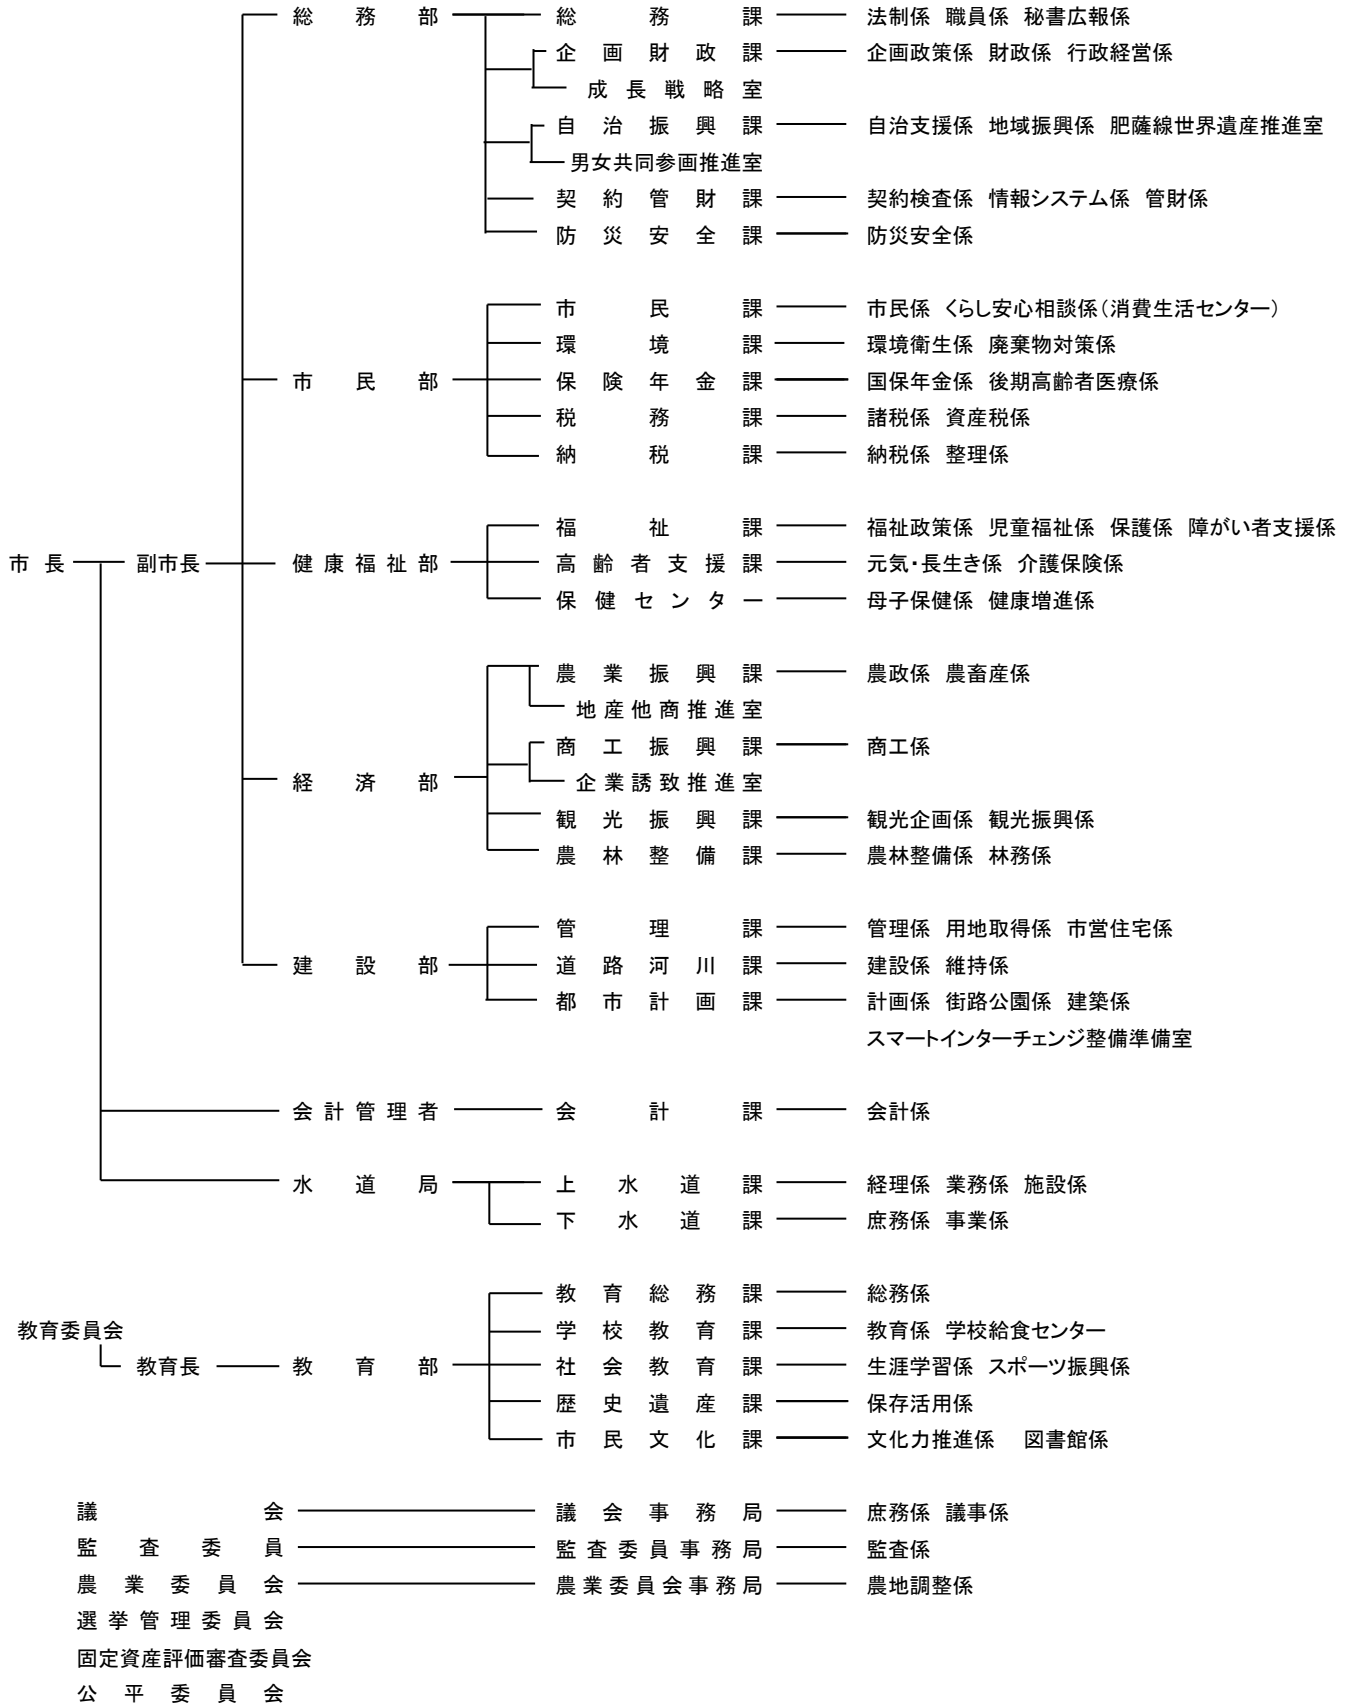 総務部 総務課 法制係 職員係 秘書広報係
企画財政課 企画政策係 財政係 行政経営係
成長戦略室
自治振興課 自治支援係 地域振興係 肥薩線世界遺産推進室
男女共同参画推進室
契約管財課 契約検査係 情報システム係 管財係
防災安全課 防災安全係
市民課 市民係 くらし安心相談係(消費生活センター)
環境課 環境衛生係 廃棄物対策係
市民部 保険年金課 国保年金係 後期高齢者医療係
税務課 諸税係 資産税係
納税課 納税係 整理係
福祉課 福祉政策係 児童福祉係 保護係 障がい者支援係
市長 副市長 健康福祉部 高齢者支援課 元気・長生き係 介護保険係
保健センター 母子保健係 健康増進係
農業振興課 農政係 農畜産係
地産他商推進室
商工振興課 商工係
経済部 企業誘致推進室
観光振興課 観光企画係 観光振興係
農林整備課 農林整備係 林務係
管理課 管理係 用地取得係 市営住宅係
建設部 道路河川課 建設係 維持係
都市計画課 計画係 街路公園係 建築係
スマートインターチェンジ整備準備室
会計管理者 会計課 会計係
水道局 上水道課 経理係 業務係 施設係
下水道課 庶務係 事業係
教育総務課 総務係
教育委員会 学校教育課 教育係 学校給食センター
教育長 教育部 社会教育課 生涯学習係 スポーツ振興係
歴史遺産課 保存活用係
市民文化課 文化力推進係 図書館係
議会 議会事務局 庶務係 議事係
監査委員 監査委員事務局 監査係
農業委員会 農業委員会事務局 農地調整係
選挙管理委員会
固定資産評価審査委員会
公平委員会